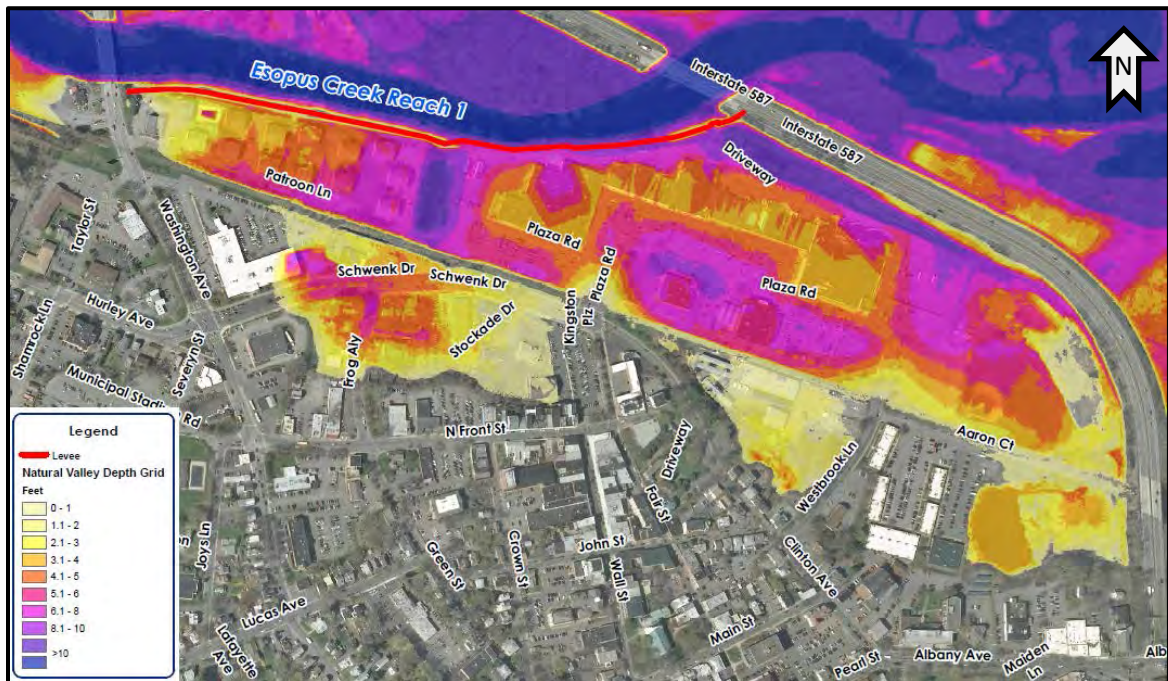 N
Interstate 587
Interstate 587
Esopus Creek Reach 1
Driveway
Patroon Ln
Plaza Rd
Plaza Rd
Plz Plaza Rd
Kingston
Taylor St
Washington Ave
Schwenk Dr
Schwenk Dr
Stockade Dr
Hurley Ave
Shamrock Ln
Severyn St
Frog Aly
Municipal Stadium Rd
N Front St
Aaron Ct
Westbrook Ln
Driveway
Fair St
Joys Ln
Green St
Crown St
John St
Wall St
Clinton Ave
Lucas Ave
Lafayette
Ave
Main St
Pearl St
Albany Ave
Maiden
Ln
Alb
Legend
Levee
Natural Valley Depth Grid
Feet
0 - 1
1.1 - 2
2.1 - 3
3.1 - 4
4.1 - 5
5.1 - 6
6.1 - 8
8.1 - 10
>10